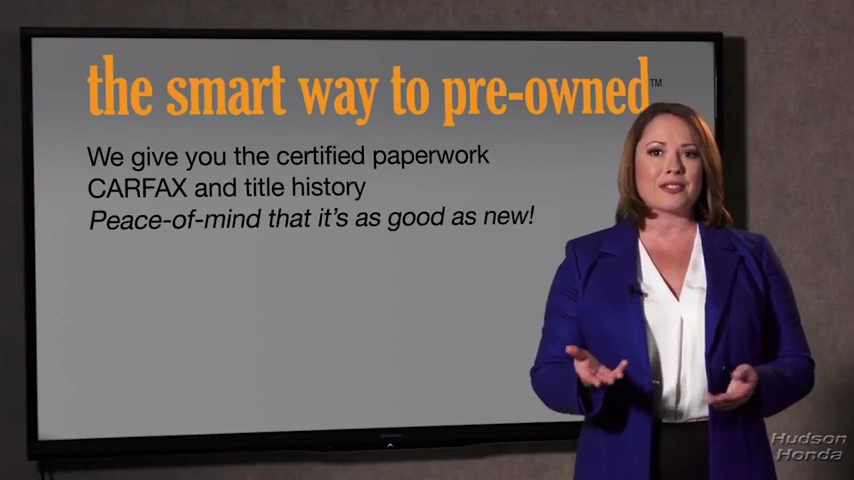 the smart way to pre-owned™
We give you the certified paperwork
CARFAX and title history
Peace-of-mind that it's as good as new!
Hudson
Honda